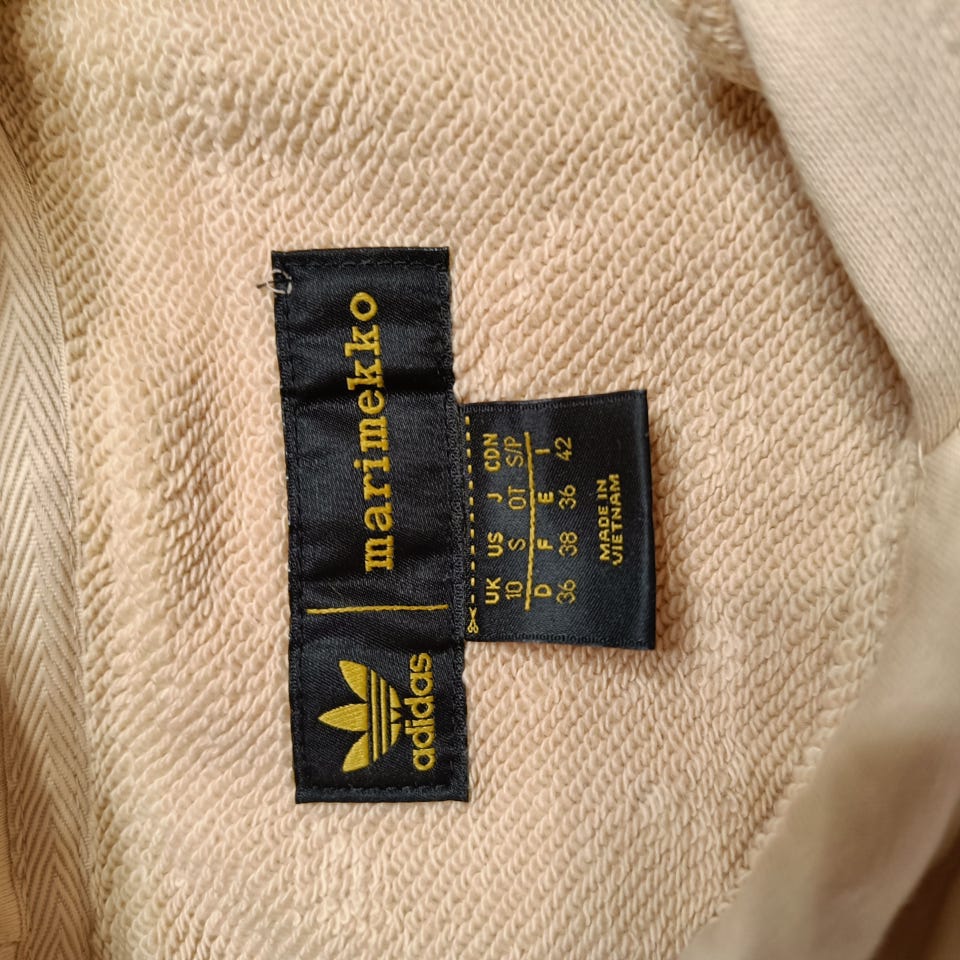 adidas
marimekko
UK US J CDN
10 S OT S/P
D F E I
36 38 36 42
MADE IN
VIETNAM